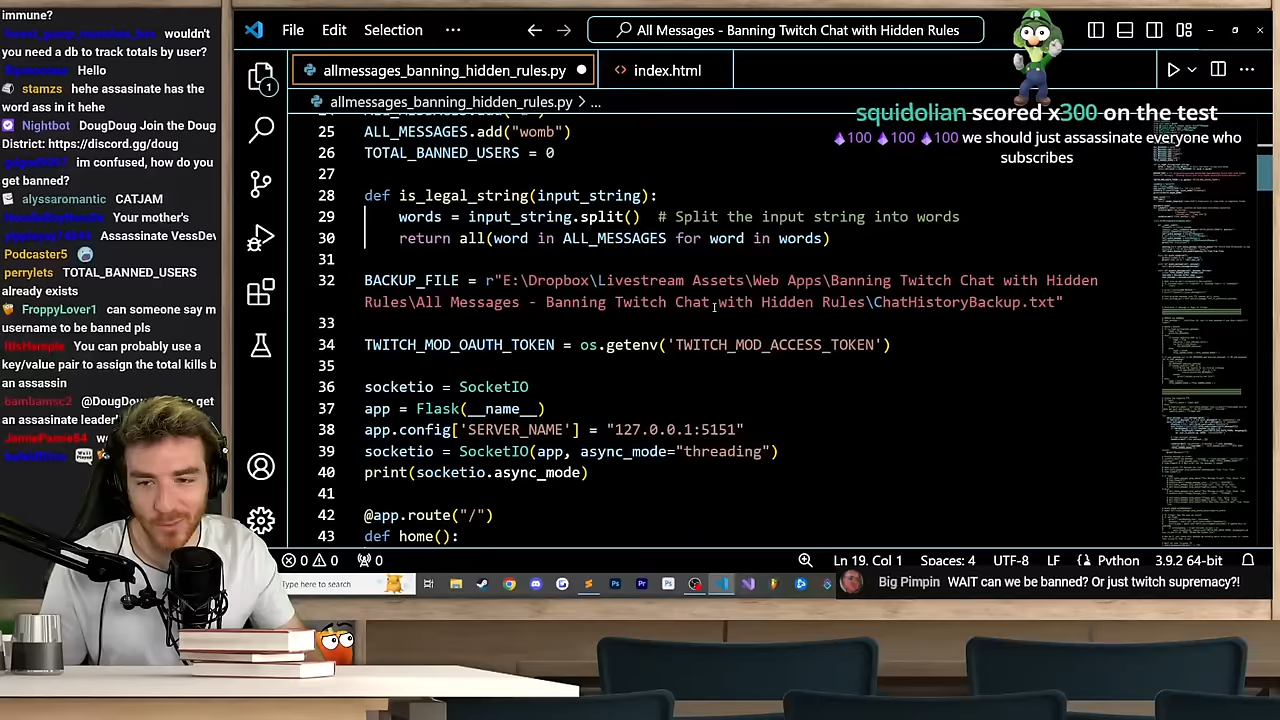 immune?
wouldn't
you need a db to track totals by user?
Hello
stamzs hehe assasinate has the
word ass in it hehe
Nightbot DougDoug Join the Doug
District: https://discord.gg/doug
im confused, how do you
get banned?
alyssaromantic CATJAM
Your mother's
Assassinate VessDev
Podcaster5
perrylets TOTAL_BANNED_USERS
already exists
FroppyLover1 can someone say m
username to be banned pls
You can probably use a
key/value pair to assign the total kills b
an assassin
bambamsc2 @DougDou get
an assasinate leader
JamiePanne64
File Edit Selection ···
All Messages - Banning Twitch Chat with Hidden Rules
1
allmessages_banning_hidden_rules.py
<> index.html
allmessages_banning_hidden_rules.py > ...
25 ALL_MESSAGES.add("womb")
26 TOTAL_BANNED_USERS = 0
27
28 def is_legal_string(input_string):
29 words = input_string.split() # Split the input string into words
30 return all(word in ALL_MESSAGES for word in words)
31
32 BACKUP_FILE = r"E:\Dropbox\Livestream Assets\Web Apps\Banning Twitch Chat with Hidden
Rules\All Messages - Banning Twitch Chat with Hidden Rules\ChatHistoryBackup.txt"
33
34 TWITCH_MOD_OAUTH_TOKEN = os.getenv('TWITCH_MOD_ACCESS_TOKEN')
35
36 socketio = SocketIO
37 app = Flask(__name__)
38 app.config['SERVER_NAME'] = "127.0.0.1:5151"
39 socketio = SocketIO(app, async_mode="threading")
40 print(socketio.async_mode)
41
42 @app.route("/")
43 def home():
squidolian scored x300 on the test
100 100 100 we should just assassinate everyone who
subscribes
0 0 0
Ln 19, Col 1 Spaces: 4 UTF-8 LF Python 3.9.2 64-bit
Type here to search
Big Pimpin WAIT can we be banned? Or just twitch supremacy?!